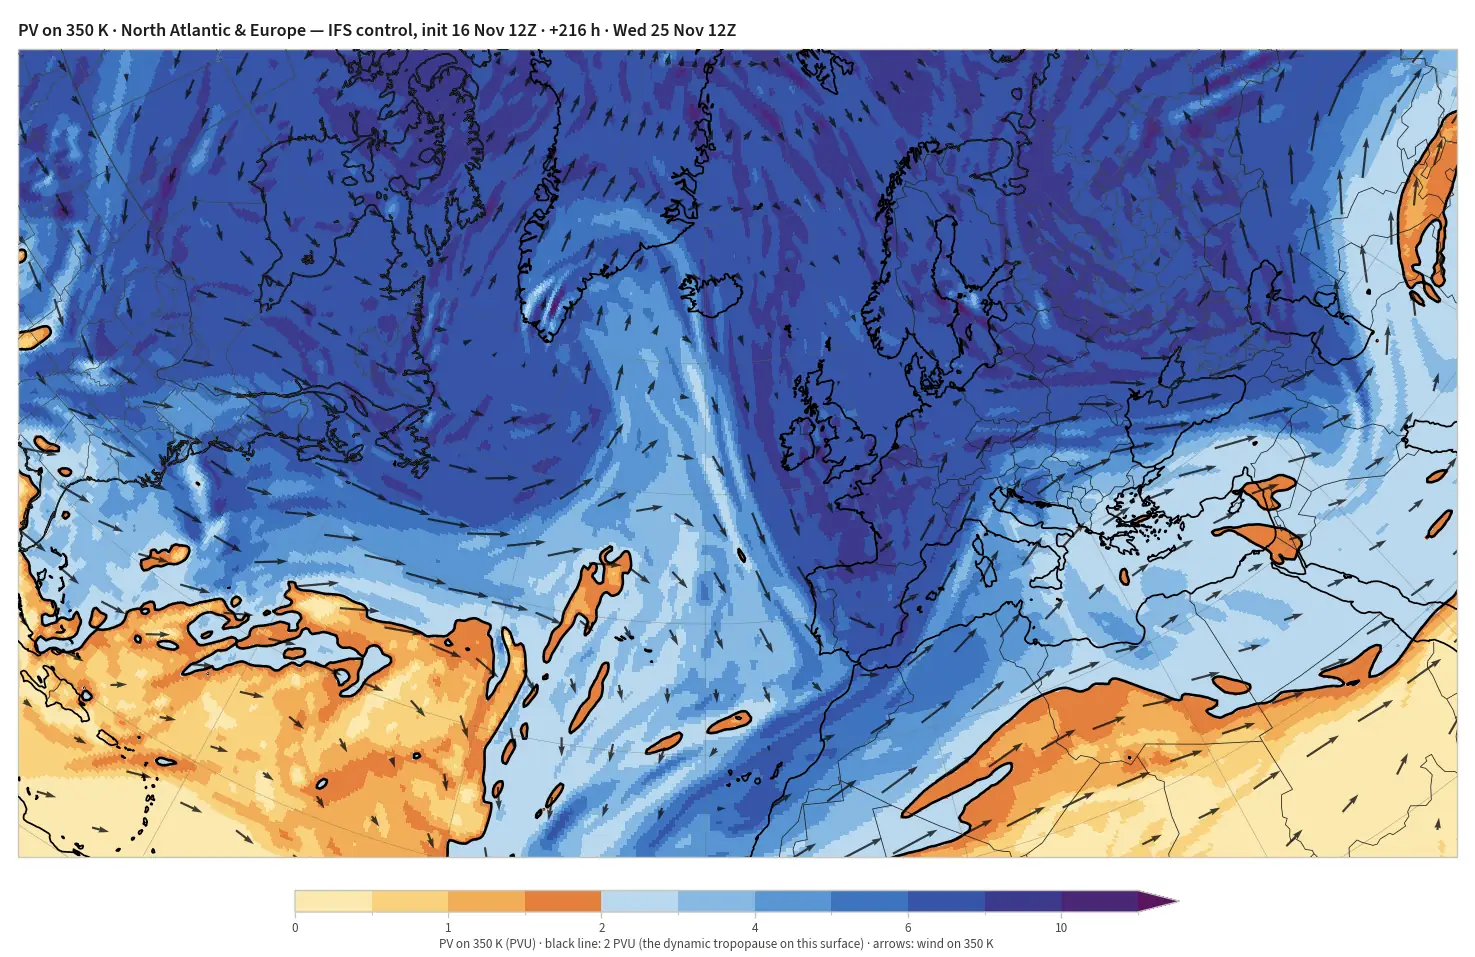 PV on 350 K · North Atlantic & Europe — IFS control, init 16 Nov 12Z · +216 h · Wed 25 Nov 12Z
0 1 2 4 6 10
PV on 350 K (PVU) · black line: 2 PVU (the dynamic tropopause on this surface) · arrows: wind on 350 K